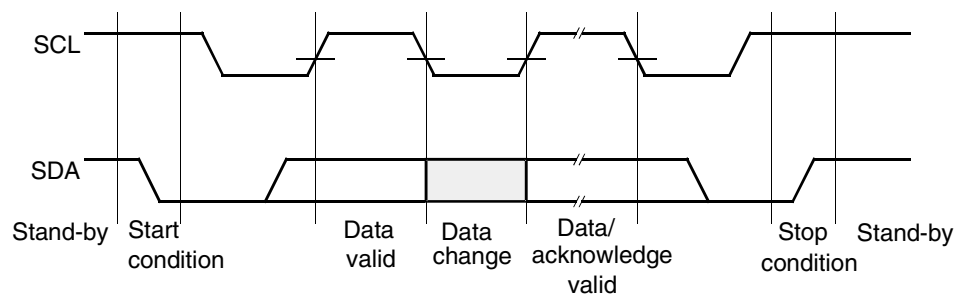 SCL
SDA
Stand-by
Start
condition
Data
valid
Data
change
Data/
acknowledge
valid
Stop
condition
Stand-by